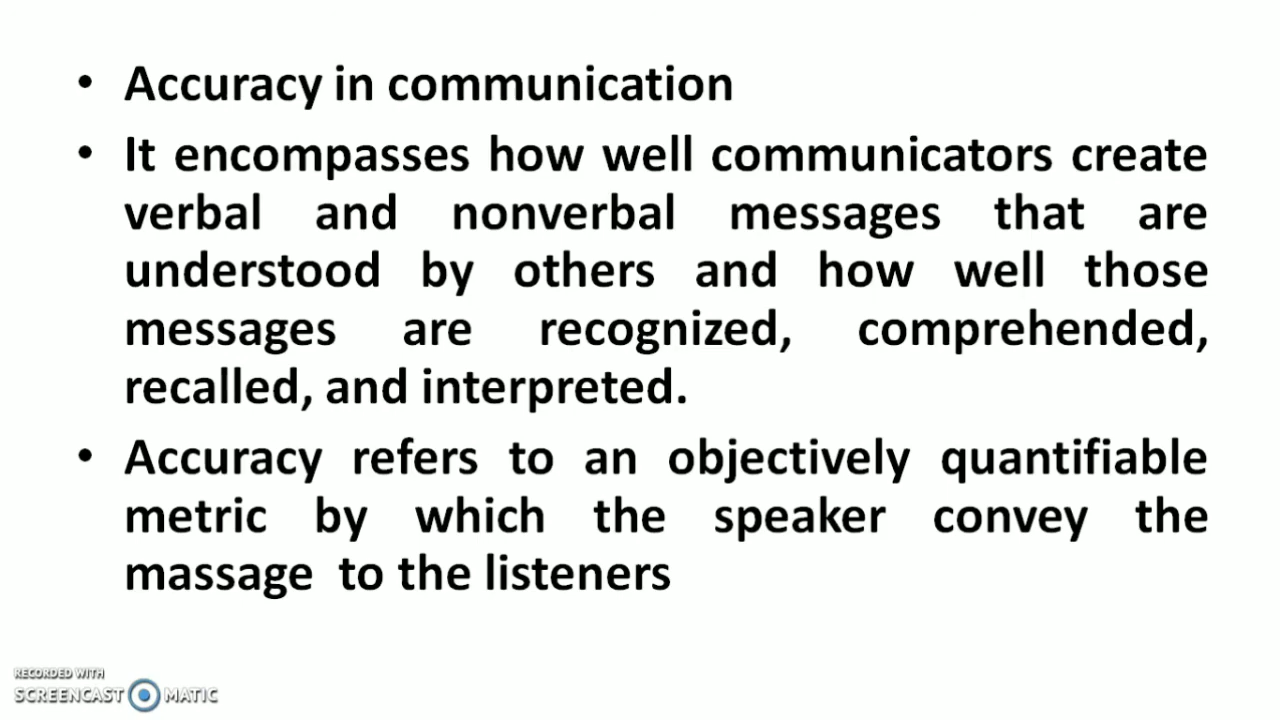 • Accuracy in communication
• It encompasses how well communicators create
verbal and nonverbal messages that are
understood by others and how well those
messages are recognized, comprehended,
recalled, and interpreted.
• Accuracy refers to an objectively quantifiable
metric by which the speaker convey the
massage to the listeners
RECORDED WITH
SCREENCAST MATIC